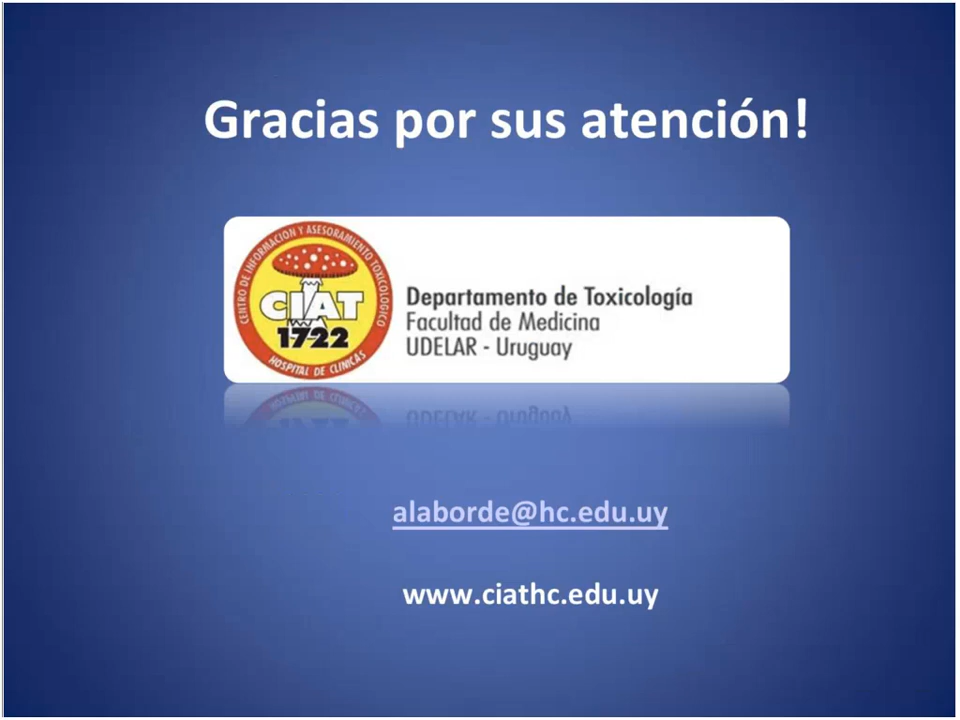 Gracias por sus atención!
CENTRO DE INFORMACIÓN Y ASESORAMIENTO TOXICOLOGICO
CIAT
1722
HOSPITAL DE CLINICAS
Departamento de Toxicología
Facultad de Medicina
UDELAR - Uruguay
alaborde@hc.edu.uy
www.ciathc.edu.uy